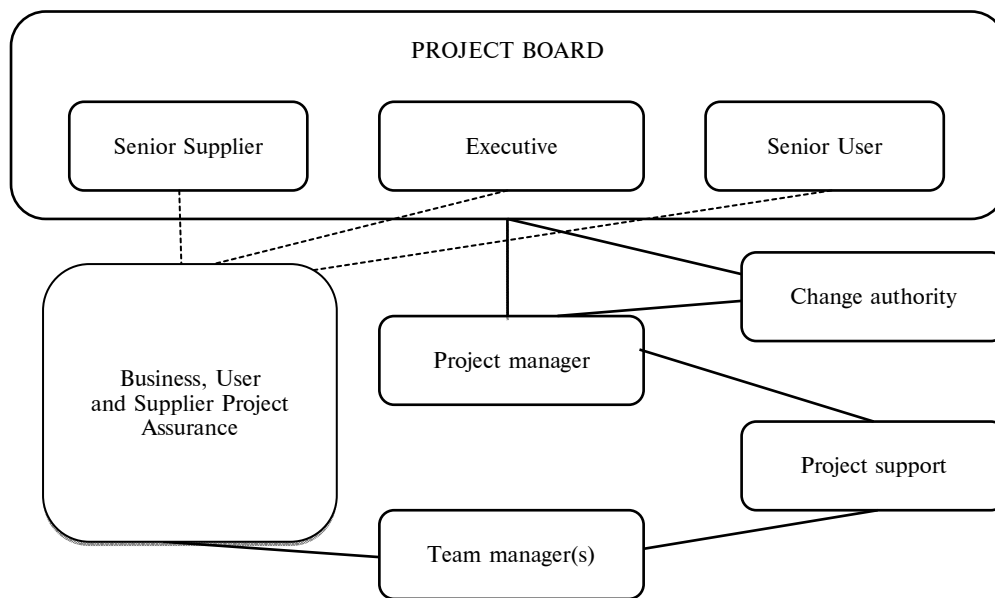 PROJECT BOARD
Senior Supplier
Executive
Senior User
Change authority
Project manager
Business, User
and Supplier Project
Assurance
Project support
Team manager(s)